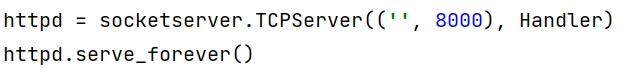 httpd = socketserver.TCPServer(('', 8000), Handler)
httpd.serve_forever()